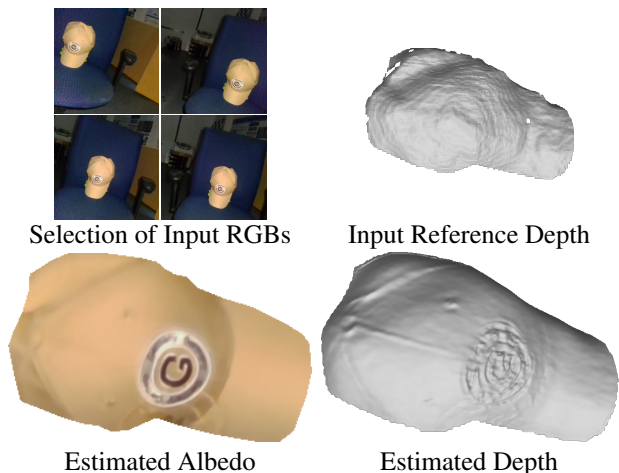 Selection of Input RGBs
Input Reference Depth
G
Estimated Albedo
Estimated Depth